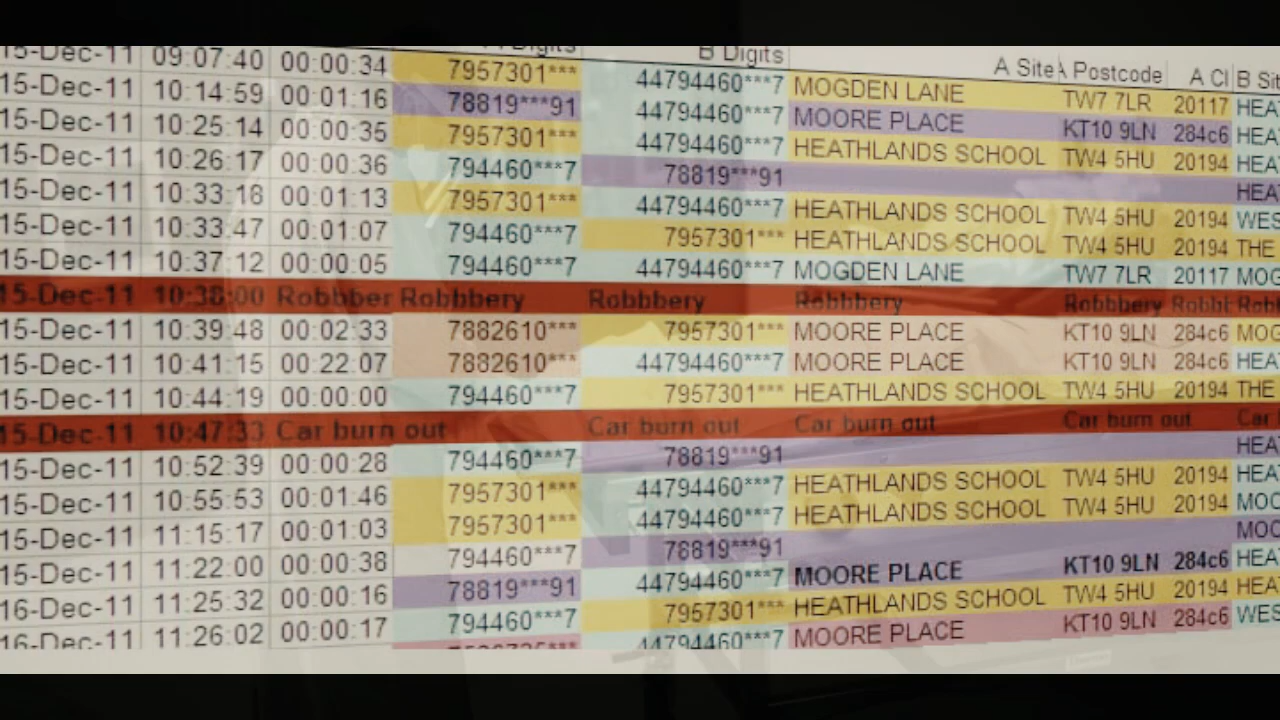 B Digits A Site Postcode A CI B Sit
15-Dec-11 09:07:40 00:00:34 7957301*** 44794460***7 MOGDEN LANE TW7 7LR 20117 HEA
15-Dec-11 10:14:59 00:01:16 78819***91 44794460***7 MOORE PLACE KT10 9LN 284c6 HEA
15-Dec-11 10:25:14 00:00:35 7957301*** 44794460***7 HEATHLANDS SCHOOL TW4 5HU 20194 HEA
15-Dec-11 10:26:17 00:00:36 794460***7 78819***91 HEA
15-Dec-11 10:33:18 00:01:13 7957301*** 44794460***7 HEATHLANDS SCHOOL TW4 5HU 20194 WES
15-Dec-11 10:33:47 00:01:07 794460***7 7957301*** HEATHLANDS SCHOOL TW4 5HU 20194 THE
15-Dec-11 10:37:12 00:00:05 794460***7 44794460***7 MOGDEN LANE TW7 7LR 20117 MOG
15-Dec-11 10:38:00 Robbber Robbbery Robbbery Robbbery Robbbery Robbt Robb
15-Dec-11 10:39:48 00:02:33 7882610*** 7957301*** MOORE PLACE KT10 9LN 284c6 MOG
15-Dec-11 10:41:15 00:22:07 7882610*** 44794460***7 MOORE PLACE KT10 9LN 284c6 HEA
15-Dec-11 10:44:19 00:00:00 794460***7 7957301*** HEATHLANDS SCHOOL TW4 5HU 20194 THE
15-Dec-11 10:47:33 Car burn out Car burn out Car burn out Car burn out Car
15-Dec-11 10:52:39 00:00:28 794460***7 78819***91 HEA
15-Dec-11 10:55:53 00:01:46 7957301*** 44794460***7 HEATHLANDS SCHOOL TW4 5HU 20194 HEA
15-Dec-11 11:15:17 00:01:03 7957301*** 44794460***7 HEATHLANDS SCHOOL TW4 5HU 20194 MOG
15-Dec-11 11:22:00 00:00:38 794460***7 78819***91 MOG
16-Dec-11 11:25:32 00:00:16 78819***91 44794460***7 MOORE PLACE KT10 9LN 284c6 HEA
16-Dec-11 11:26:02 00:00:17 794460***7 7957301*** HEATHLANDS SCHOOL TW4 5HU 20194 HEA
44794460***7 MOORE PLACE KT10 9LN 284c6 WES